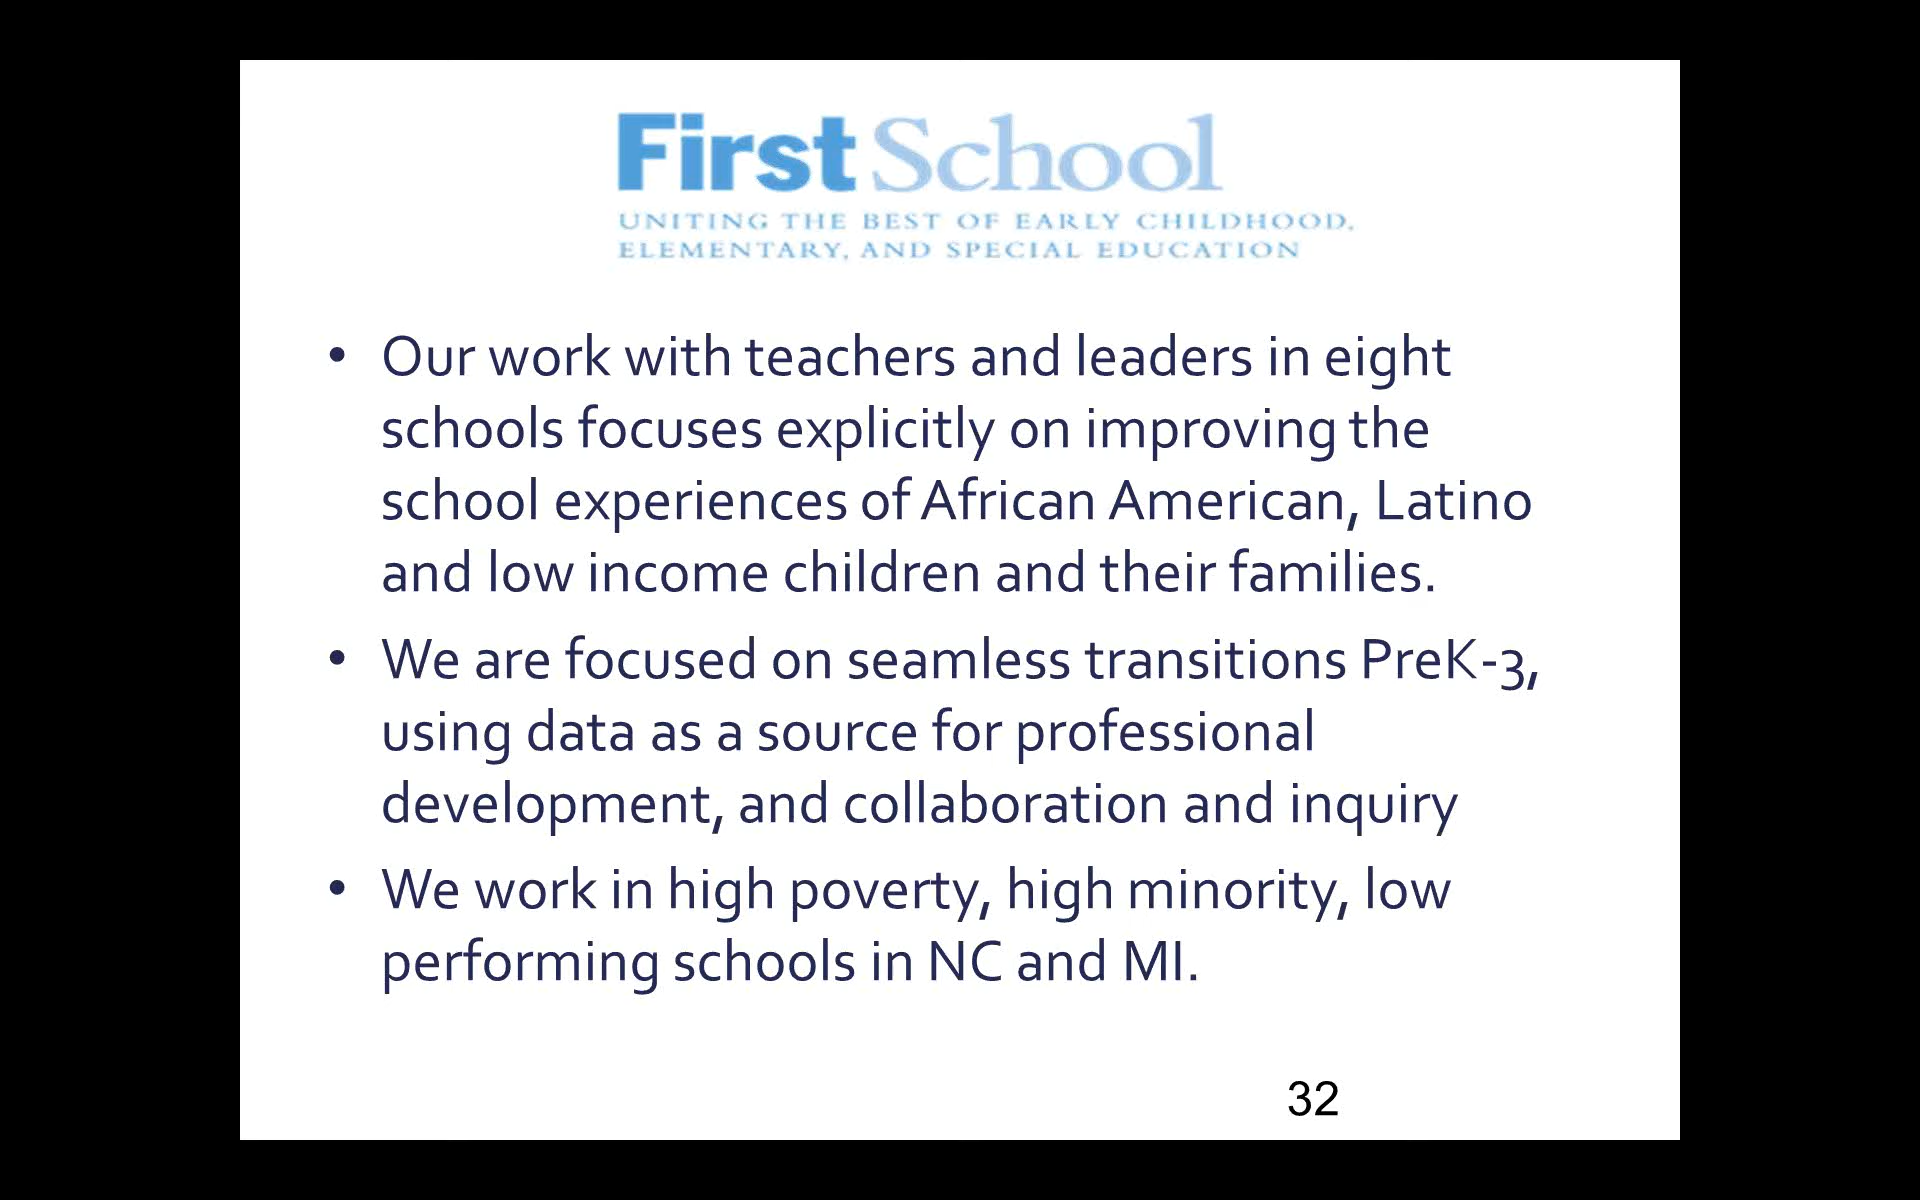 First School
UNITING THE BEST OF EARLY CHILDHOOD,
ELEMENTARY, AND SPECIAL EDUCATION
• Our work with teachers and leaders in eight
schools focuses explicitly on improving the
school experiences of African American, Latino
and low income children and their families.
• We are focused on seamless transitions PreK-3,
using data as a source for professional
development, and collaboration and inquiry
• We work in high poverty, high minority, low
performing schools in NC and MI.
32